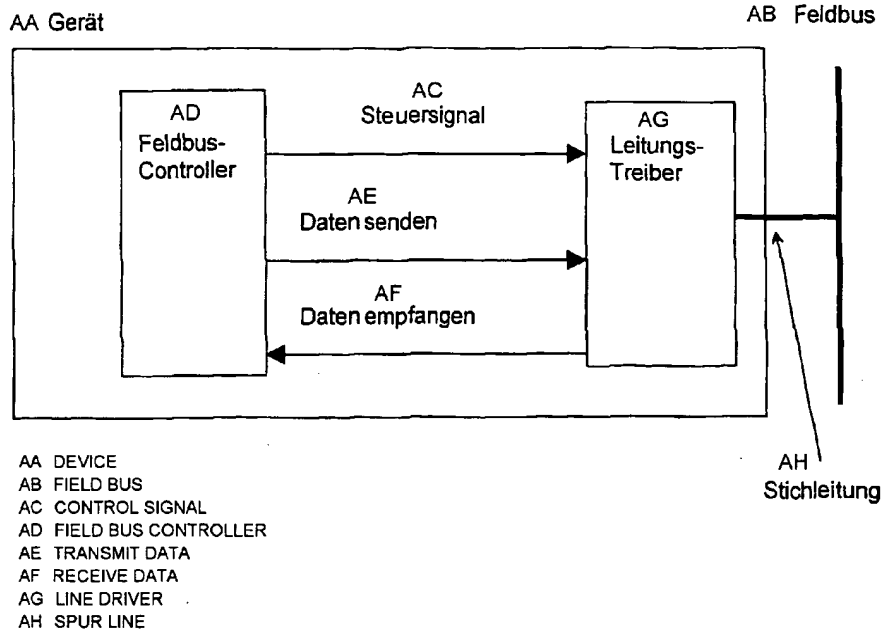 AA Gerät
AB Feldbus
AD
Feldbus-
Controller
AC
Steuersignal
AG
Leitungs-
Treiber
AE
Daten senden
AF
Daten empfangen
AH
Stichleitung
AA DEVICE
AB FIELD BUS
AC CONTROL SIGNAL
AD FIELD BUS CONTROLLER
AE TRANSMIT DATA
AF RECEIVE DATA
AG LINE DRIVER
AH SPUR LINE